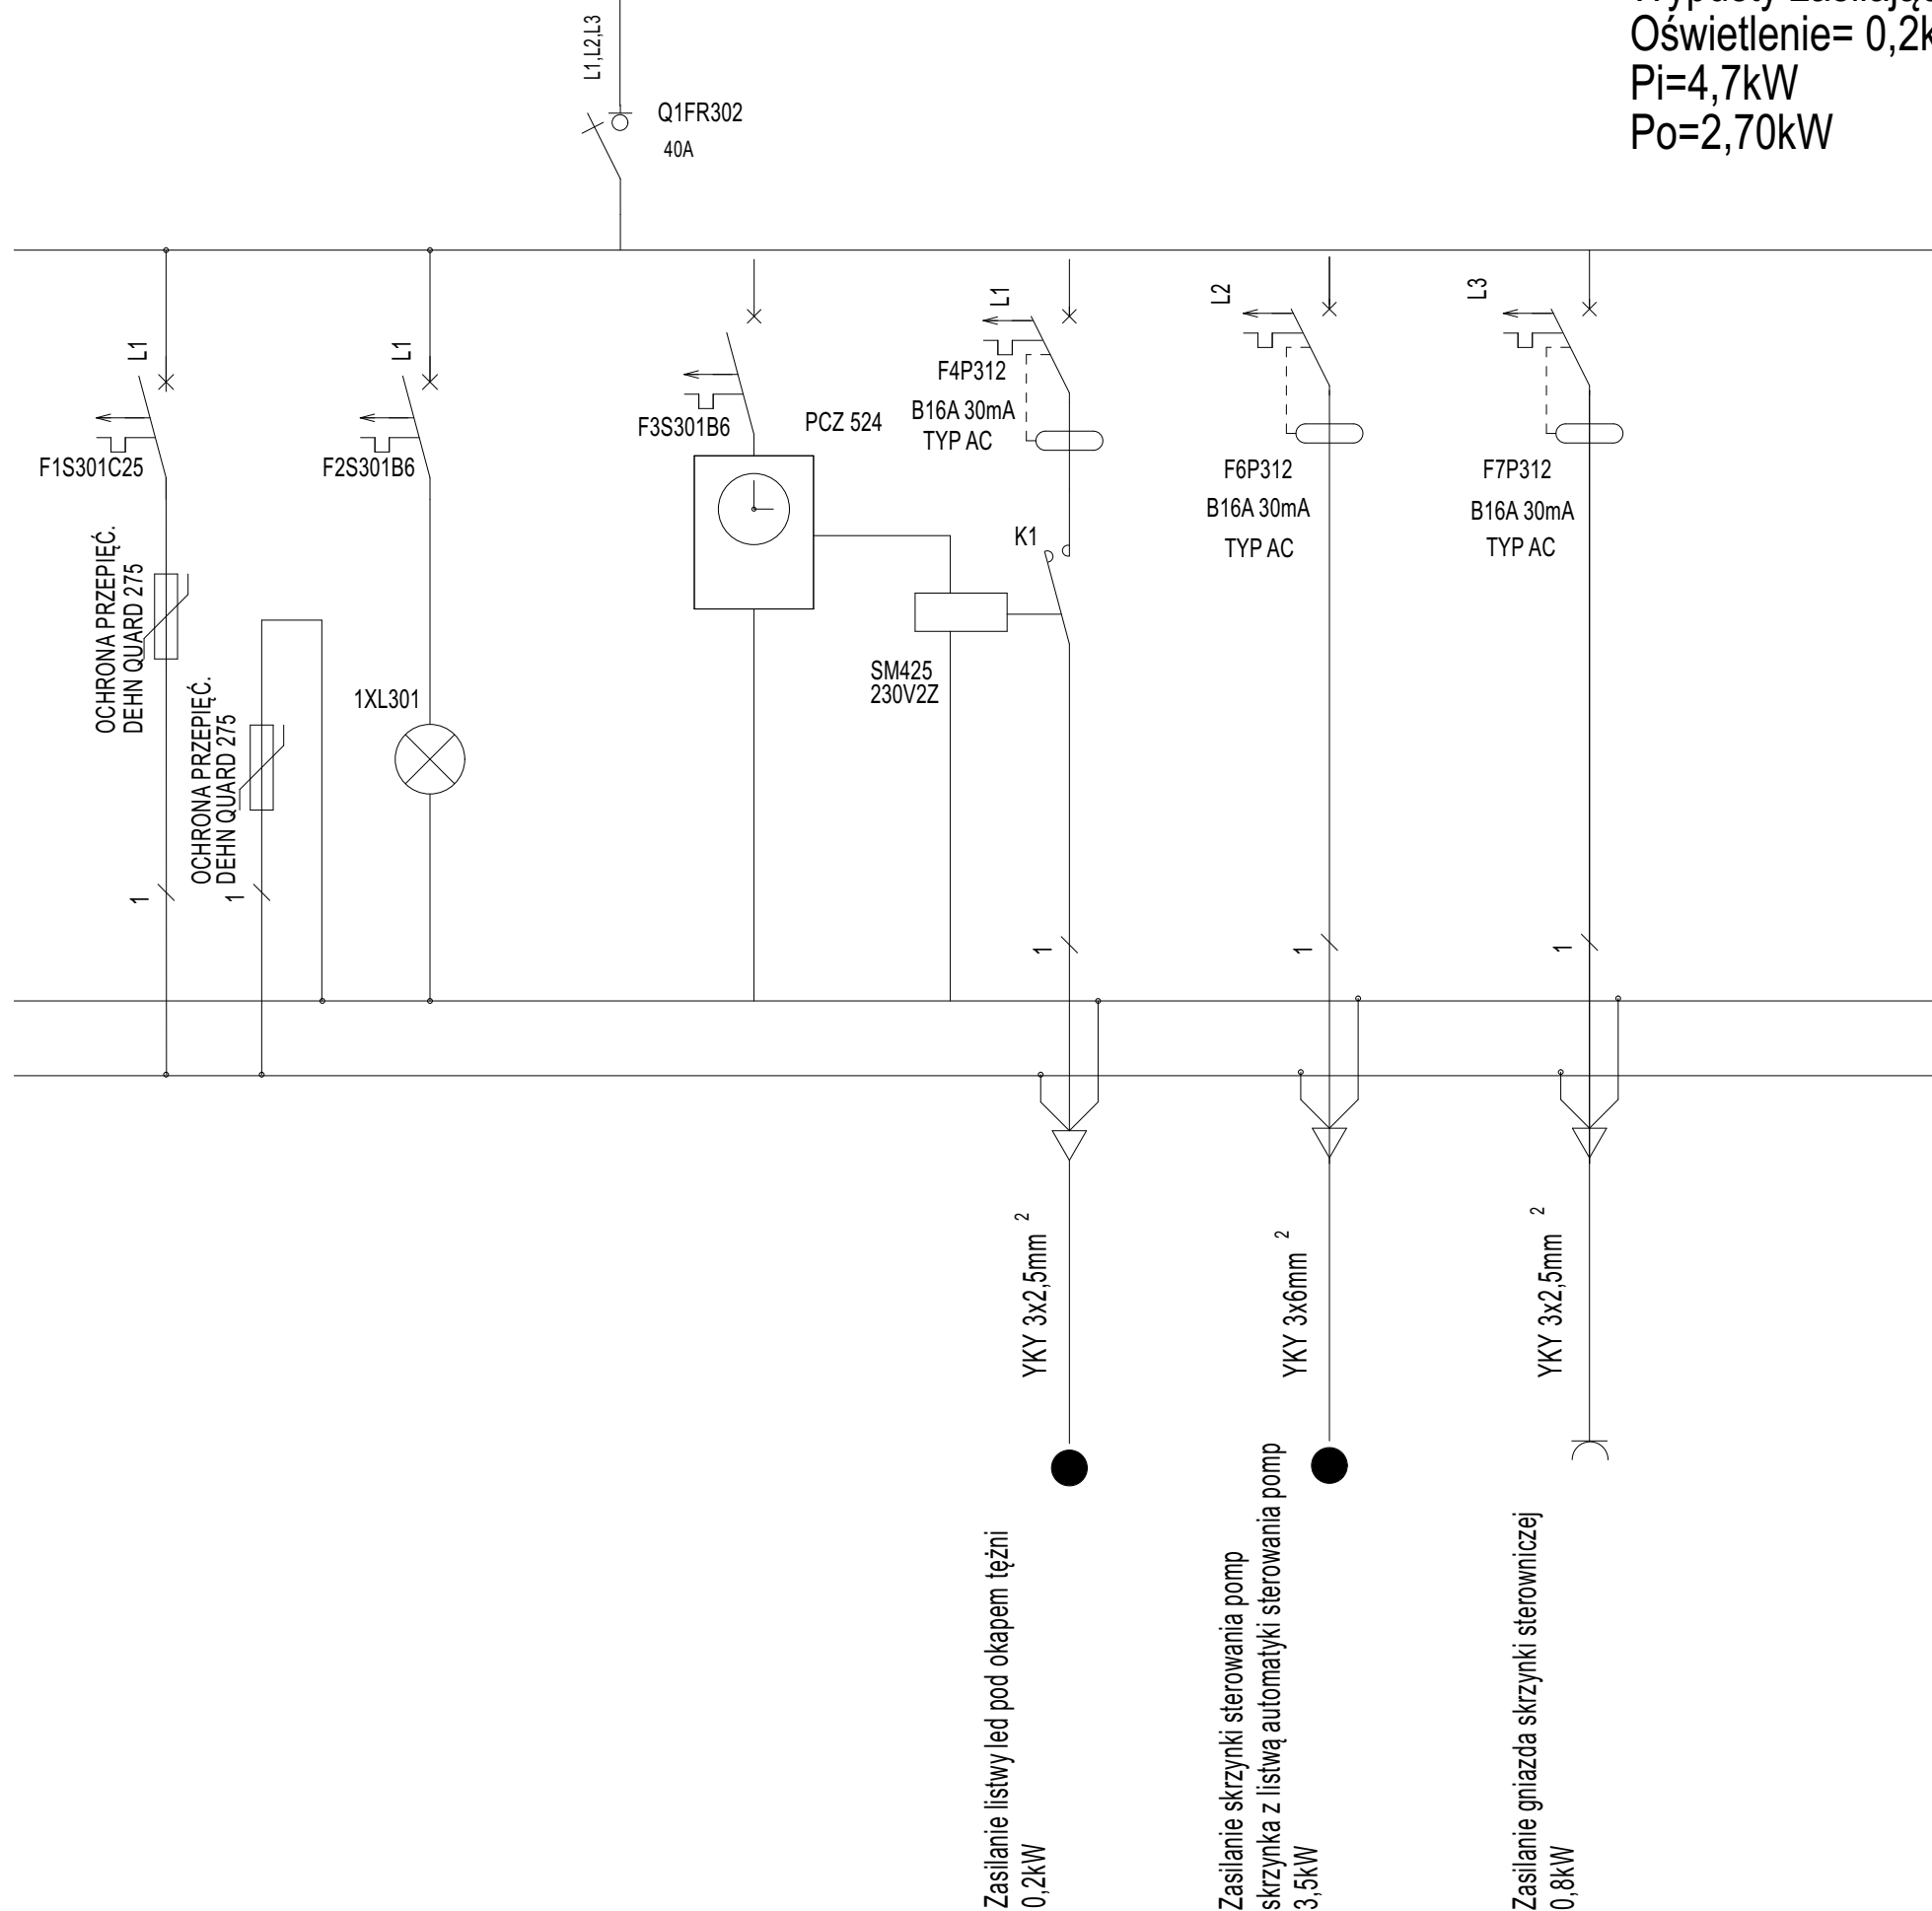 Oświetlenie= 0,2k
Pi=4,7kW
Po=2,70kW
L1,L2,L3
Q1FR302
40A
L1
F1S301C25
OCHRONA PRZEPIĘĆ.
DEHN QUARD 275
1
OCHRONA PRZEPIĘĆ.
DEHN QUARD 275
1
L1
F2S301B6
1XL301
F3S301B6
PCZ 524
SM425
230V2Z
L1
F4P312
B16A 30mA
TYP AC
K1
1
YKY 3x2,5mm 2
Zasilanie listwy led pod okapem tężni
0,2kW
L2
F6P312
B16A 30mA
TYP AC
1
YKY 3x6mm 2
Zasilanie skrzynki sterowania pomp
skrzynka z listwą automatyki sterowania pomp
3,5kW
L3
F7P312
B16A 30mA
TYP AC
1
YKY 3x2,5mm 2
Zasilanie gniazda skrzynki sterowniczej
0,8kW